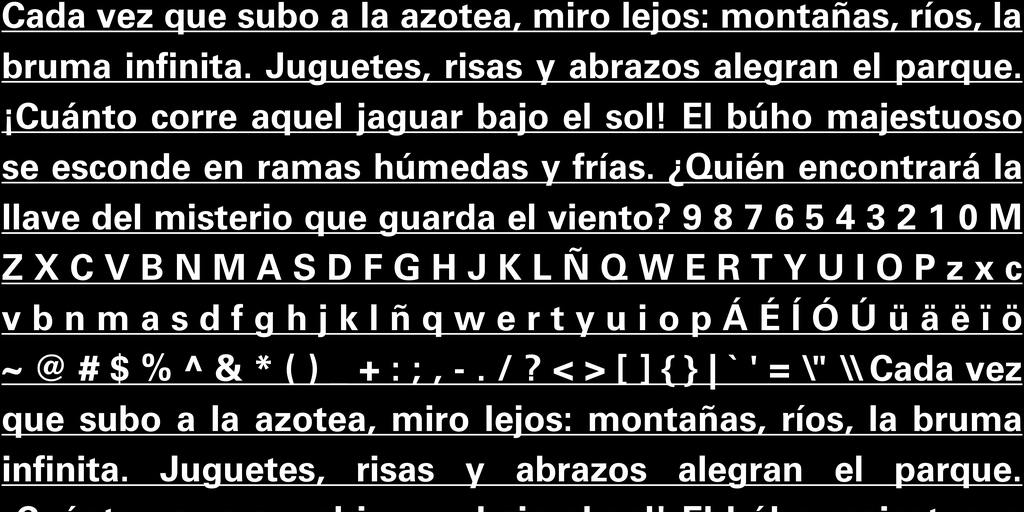 Cada vez que subo a la azotea, miro lejos: montañas, ríos, la
bruma infinita. Juguetes, risas y abrazos alegran el parque.
¡Cuánto corre aquel jaguar bajo el sol! El búho majestuoso
se esconde en ramas húmedas y frías. ¿Quién encontrará la
llave del misterio que guarda el viento? 9 8 7 6 5 4 3 2 1 0 M
Z X C V B N M A S D F G H J K L Ñ Q W E R T Y U I O P z x c
v b n m a s d f g h j k l ñ q w e r t y u i o p Á É Í Ó Ú ü ä ë ï ö
~ @ # $ % ^ & * ( ) _ + : ; , - . / ? < > [ ] { } | ` ' = \" \\ Cada vez
que subo a la azotea, miro lejos: montañas, ríos, la bruma
infinita. Juguetes, risas y abrazos alegran el parque.